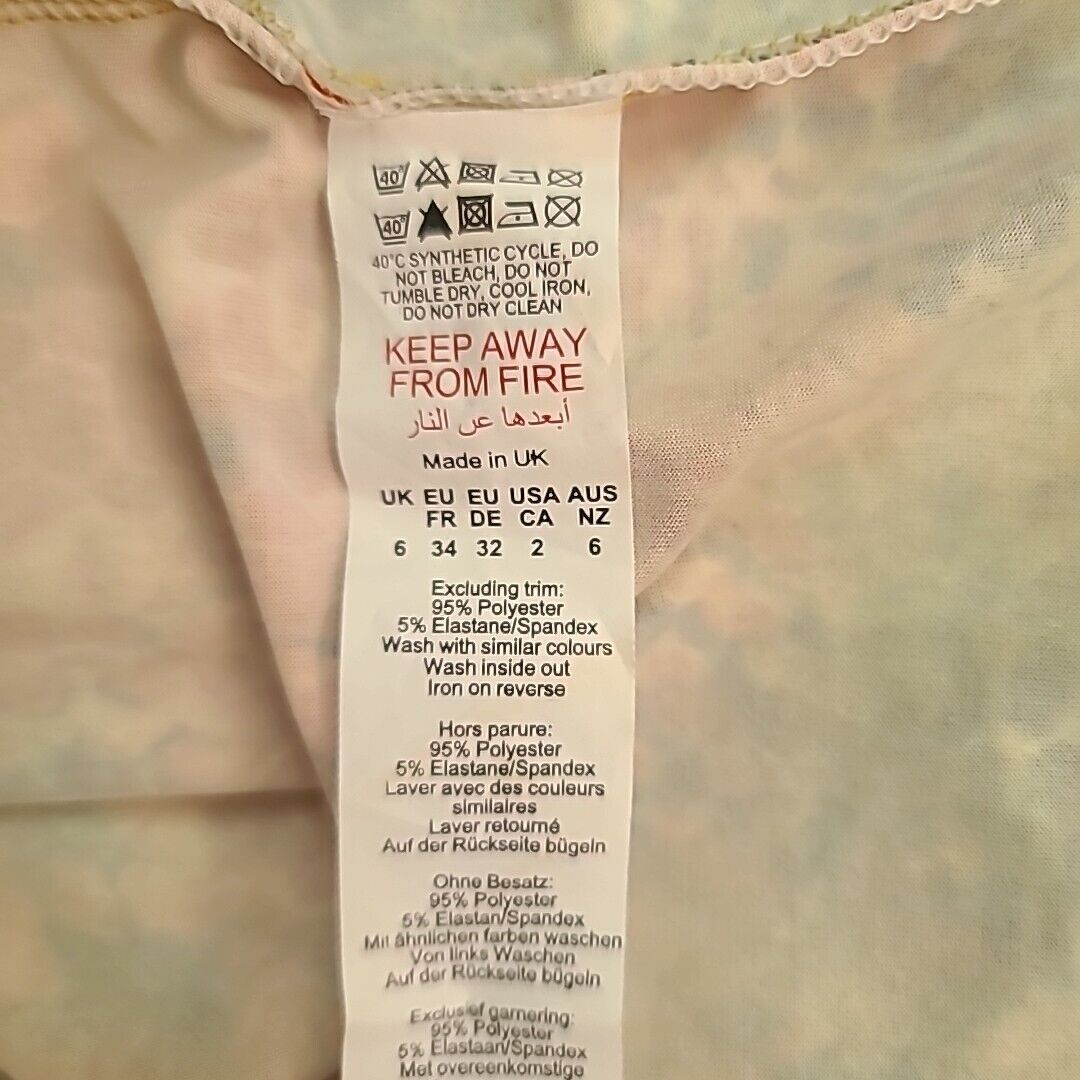 40°
40°
40°C SYNTHETIC CYCLE, DO
NOT BLEACH, DO NOT
TUMBLE DRY, COOL IRON,
DO NOT DRY CLEAN
KEEP AWAY
FROM FIRE
أبعدها عن النار
Made in UK
UK EU EU USA AUS
FR DE CA NZ
6 34 32 2 6
Excluding trim:
95% Polyester
5% Elastane/Spandex
Wash with similar colours
Wash inside out
Iron on reverse
Hors parure:
95% Polyester
5% Elastane/Spandex
Laver avec des couleurs
similaires
Laver retourné
Auf der Rückseite bügeln
Ohne Besatz:
95% Polyester
5% Elastan/Spandex
Mit ähnlichen farben waschen
Von links Waschen
Auf der Rückseite bügeln
Exclusief garnering:
95% Polyester
5% Elastaan/Spandex
Met overeenkomstige